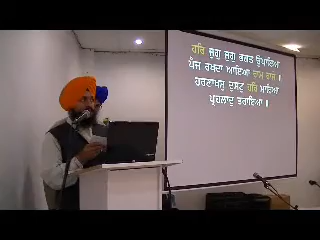 ਹਰਿ ਜੁਗੁ ਜੁਗੁ ਭਗਤ ਉਪਾਇਆ
ਪੈਜ ਰਖਦਾ ਆਇਆ ਰਾਮ ਰਾਜੇ ।
ਹਰਣਾਖਸੁ ਦੁਸਟੁ ਹਰਿ ਮਾਰਿਆ
ਪ੍ਰਹਲਾਦੁ ਤਰਾਇਆ ।